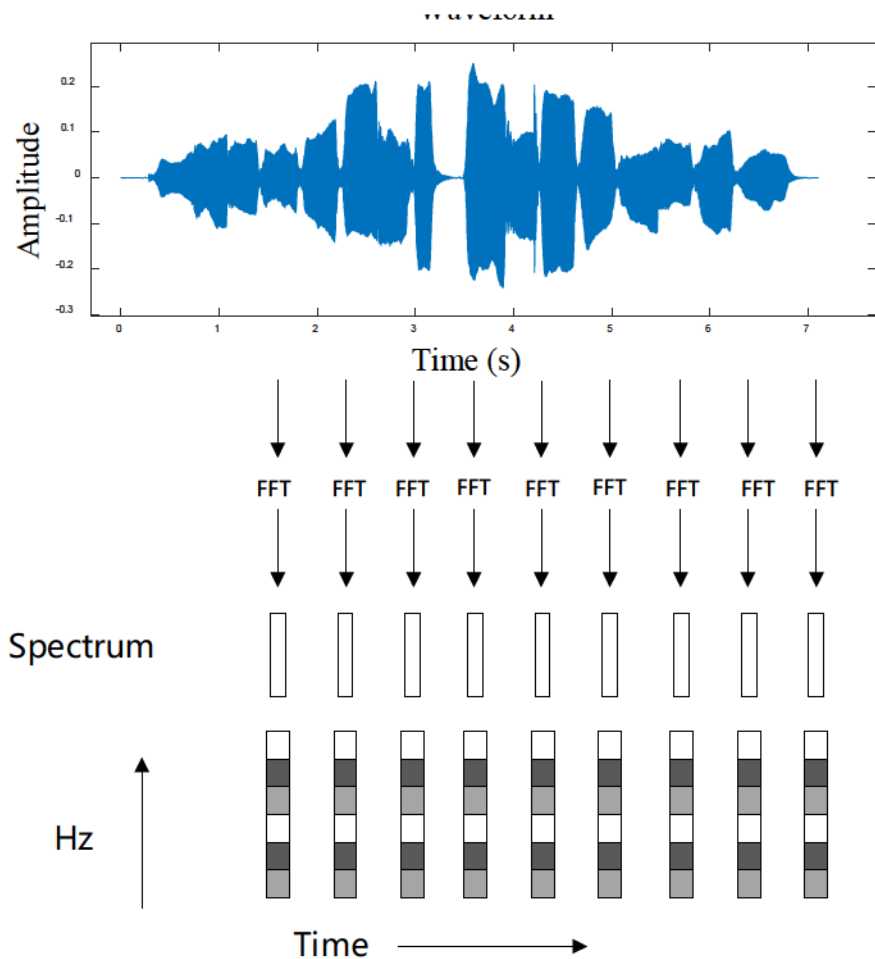 Waveform
0.2
0.1
0
-0.1
-0.2
-0.3
Amplitude
0 1 2 3 4 5 6 7
Time (s)
FFT FFT FFT FFT FFT FFT FFT FFT FFT
Spectrum
Hz
Time